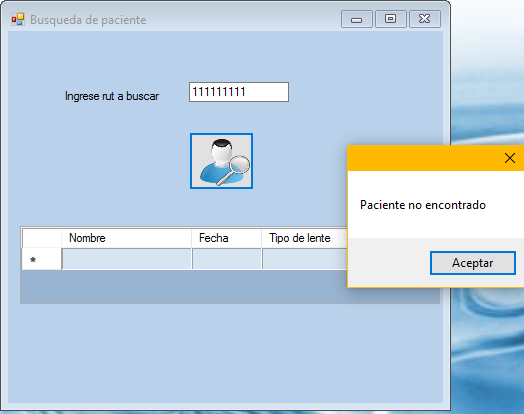 Busqueda de paciente
Ingrese rut a buscar 111111111
Paciente no encontrado
Aceptar
Nombre Fecha Tipo de lente
*